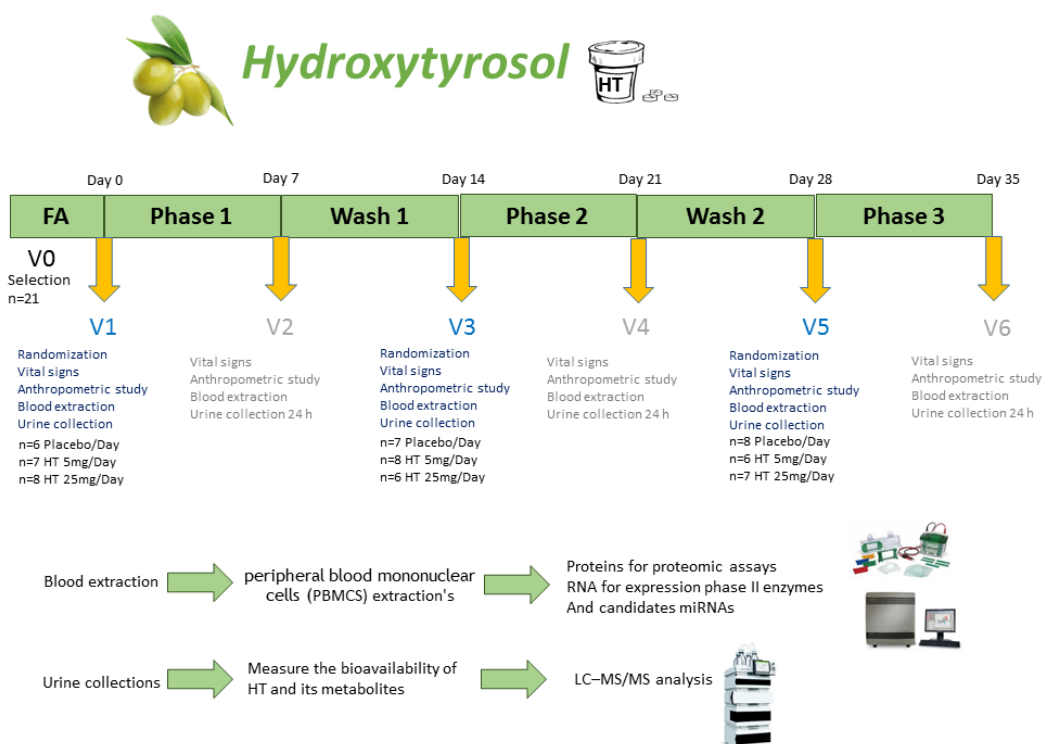 Hydroxytyrosol
HT
Day 0
Day 7
Day 14
Day 21
Day 28
Day 35
FA
Phase 1
Wash 1
Phase 2
Wash 2
Phase 3
V0
Selection
n=21
V1
Randomization
Vital signs
Anthropometric study
Blood extraction
Urine collection
n=6 Placebo/Day
n=7 HT 5mg/Day
n=8 HT 25mg/Day
V2
Vital signs
Anthropometric study
Blood extraction
Urine collection 24 h
V3
Randomization
Vital signs
Anthropometric study
Blood extraction
Urine collection
n=7 Placebo/Day
n=8 HT 5mg/Day
n=6 HT 25mg/Day
V4
Vital signs
Anthropometric study
Blood extraction
Urine collection 24 h
V5
Randomization
Vital signs
Anthropometric study
Blood extraction
Urine collection
n=8 Placebo/Day
n=6 HT 5mg/Day
n=7 HT 25mg/Day
V6
Vital signs
Anthropometric study
Blood extraction
Urine collection 24 h
Blood extraction
peripheral blood mononuclear
cells (PBMCS) extraction's
Proteins for proteomic assays
RNA for expression phase II enzymes
And candidates miRNAs
Urine collections
Measure the bioavailability of
HT and its metabolites
LC–MS/MS analysis